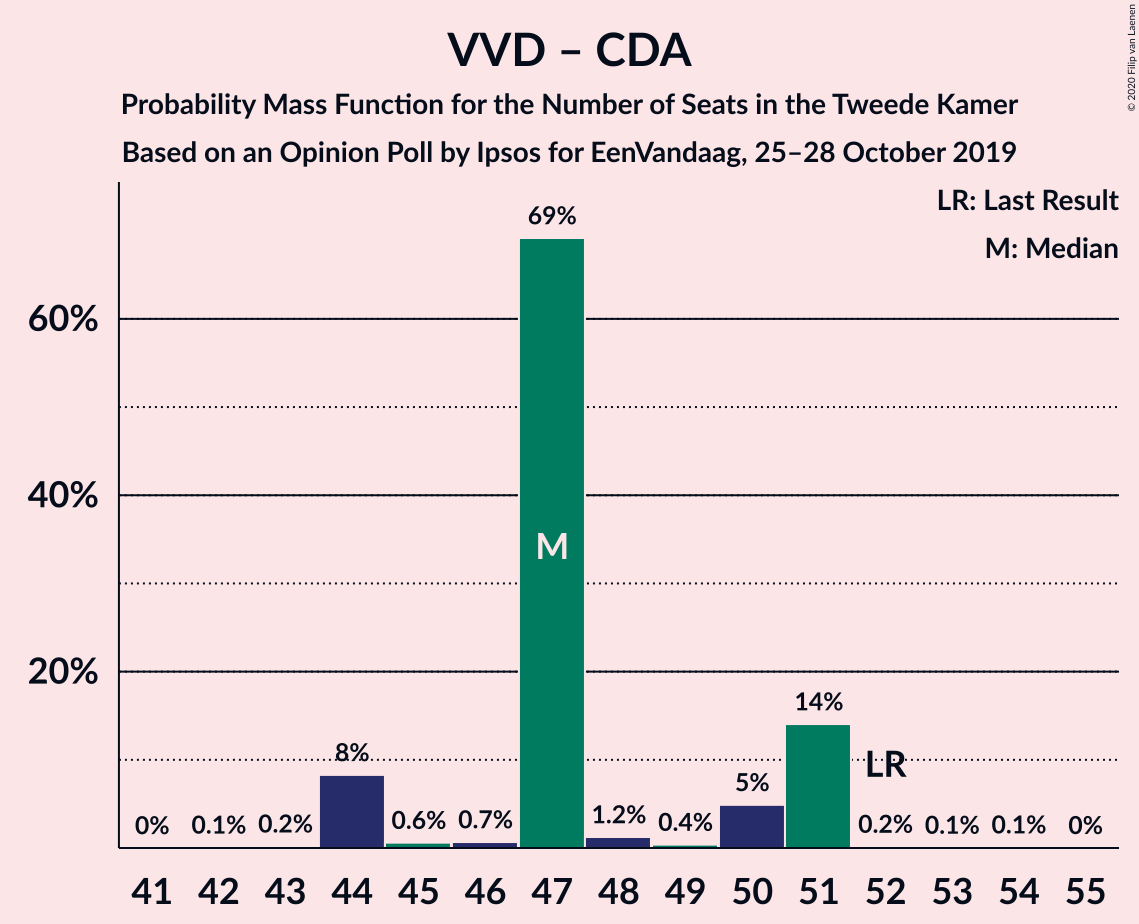 VVD – CDA
Probability Mass Function for the Number of Seats in the Tweede Kamer
Based on an Opinion Poll by Ipsos for EenVandaag, 25–28 October 2019
© 2020 Filip van Laenen
LR: Last Result
M: Median
60%
40%
20%
0%
0.1%
0.2%
8%
0.6%
0.7%
69%
M
1.2%
0.4%
5%
14%
LR
0.2%
0.1%
0.1%
0%
41 42 43 44 45 46 47 48 49 50 51 52 53 54 55